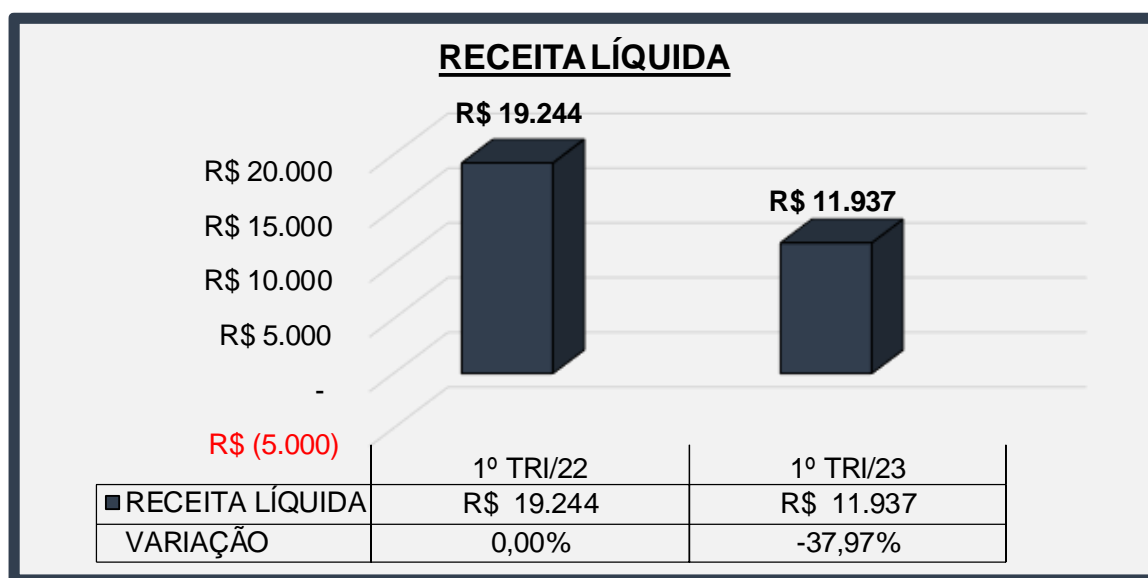 RECEITA LÍQUIDA
R$ 19.244
R$ 11.937
R$ 20.000
R$ 15.000
R$ 10.000
R$ 5.000
-
R$ (5.000)
1º TRI/22 1º TRI/23
RECEITA LÍQUIDA R$ 19.244 R$ 11.937
VARIAÇÃO 0,00% -37,97%